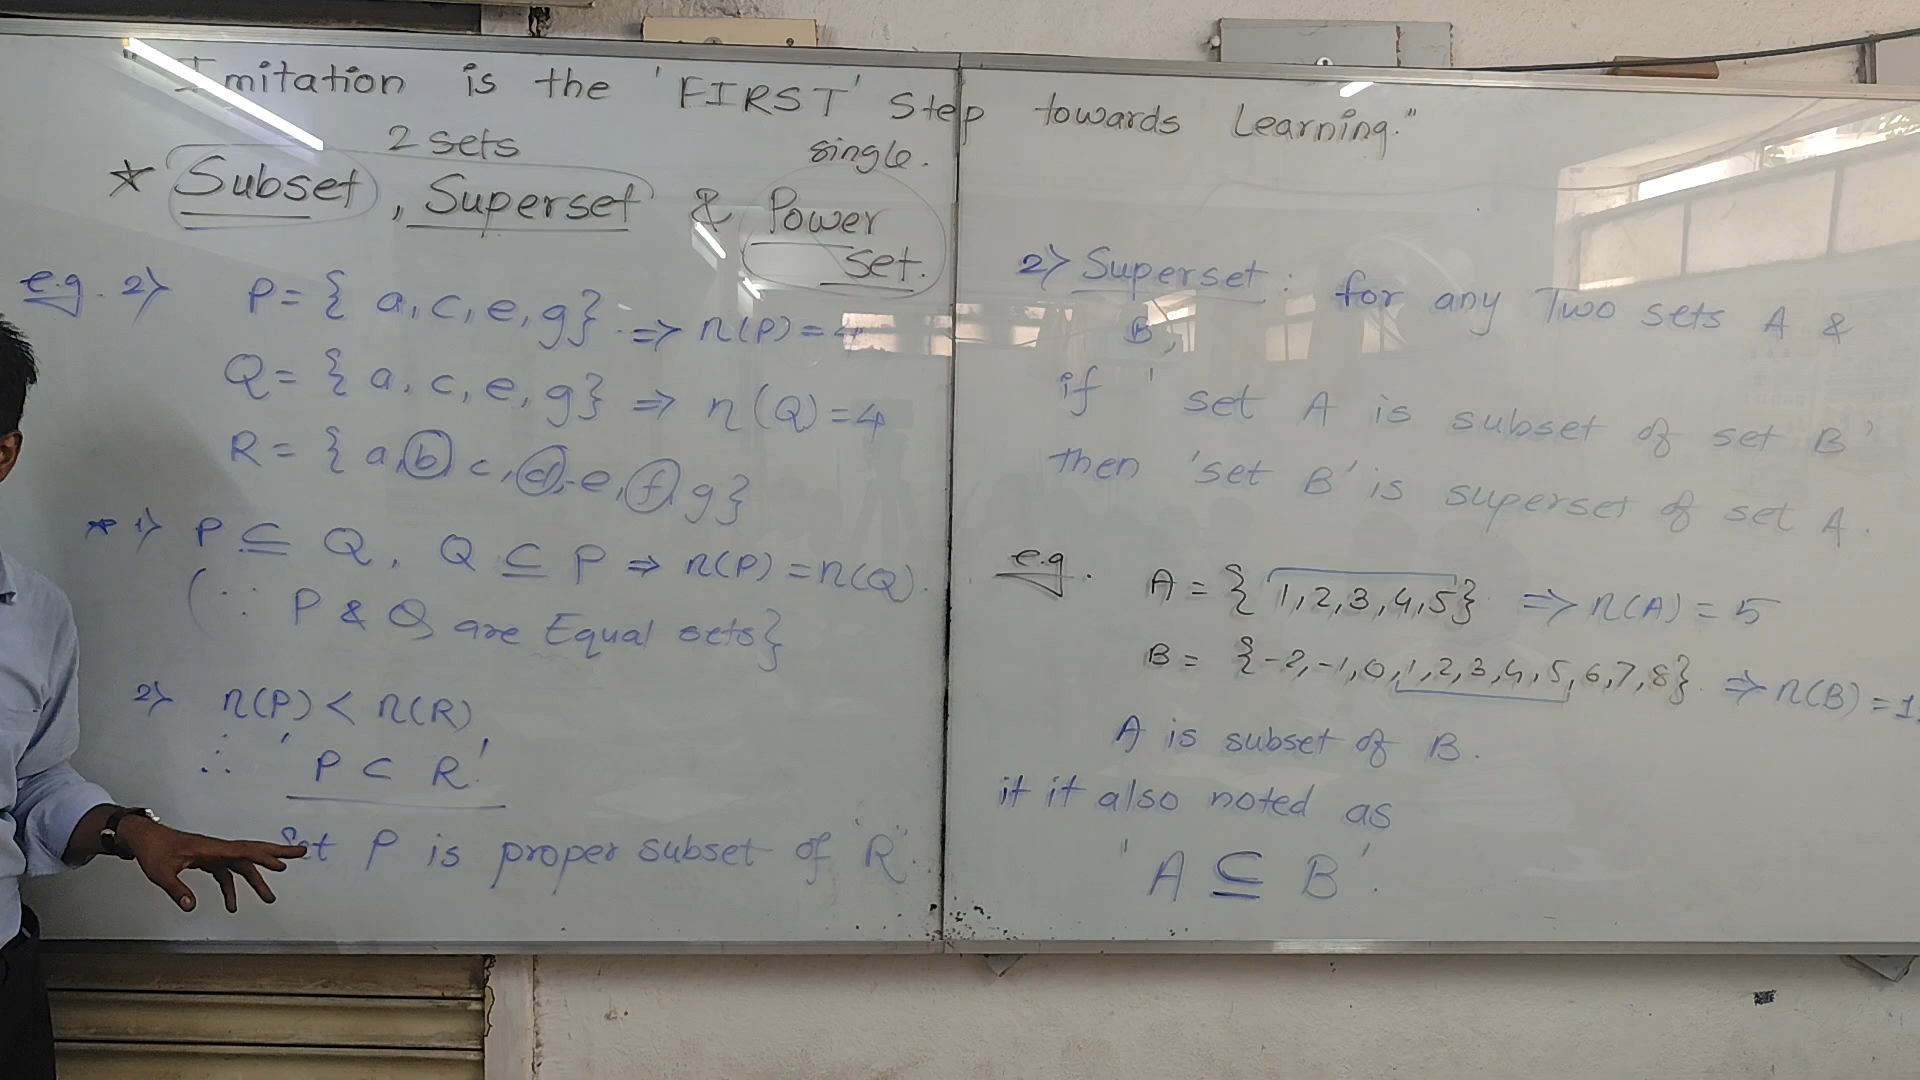 "Imitation is the 'FIRST' Step towards Learning."
2 sets single.
* Subset, Superset & Power set.
e.g. 2> P = { a, c, e, g} => n(P) = 4
Q = { a, c, e, g} => n(Q) = 4
R = { a, b, c, d, e, f, g}
* 1> P ⊆ Q, Q ⊆ P => n(P) = n(Q).
(∵ P & Q are Equal sets}
2> n(P) < n(R),
∴ 'P ⊂ R'
Set P is proper subset of "R".
2> Superset : for any Two sets A &
B,
if 'set A is subset of set B'
then 'set B' is superset of set A.
e.g. A = { 1,2,3,4,5} => n(A) = 5
B = {-2,-1,0,1,2,3,4,5,6,7,8} => n(B) = 1
A is subset of B.
it it also noted as
'A ⊆ B'.